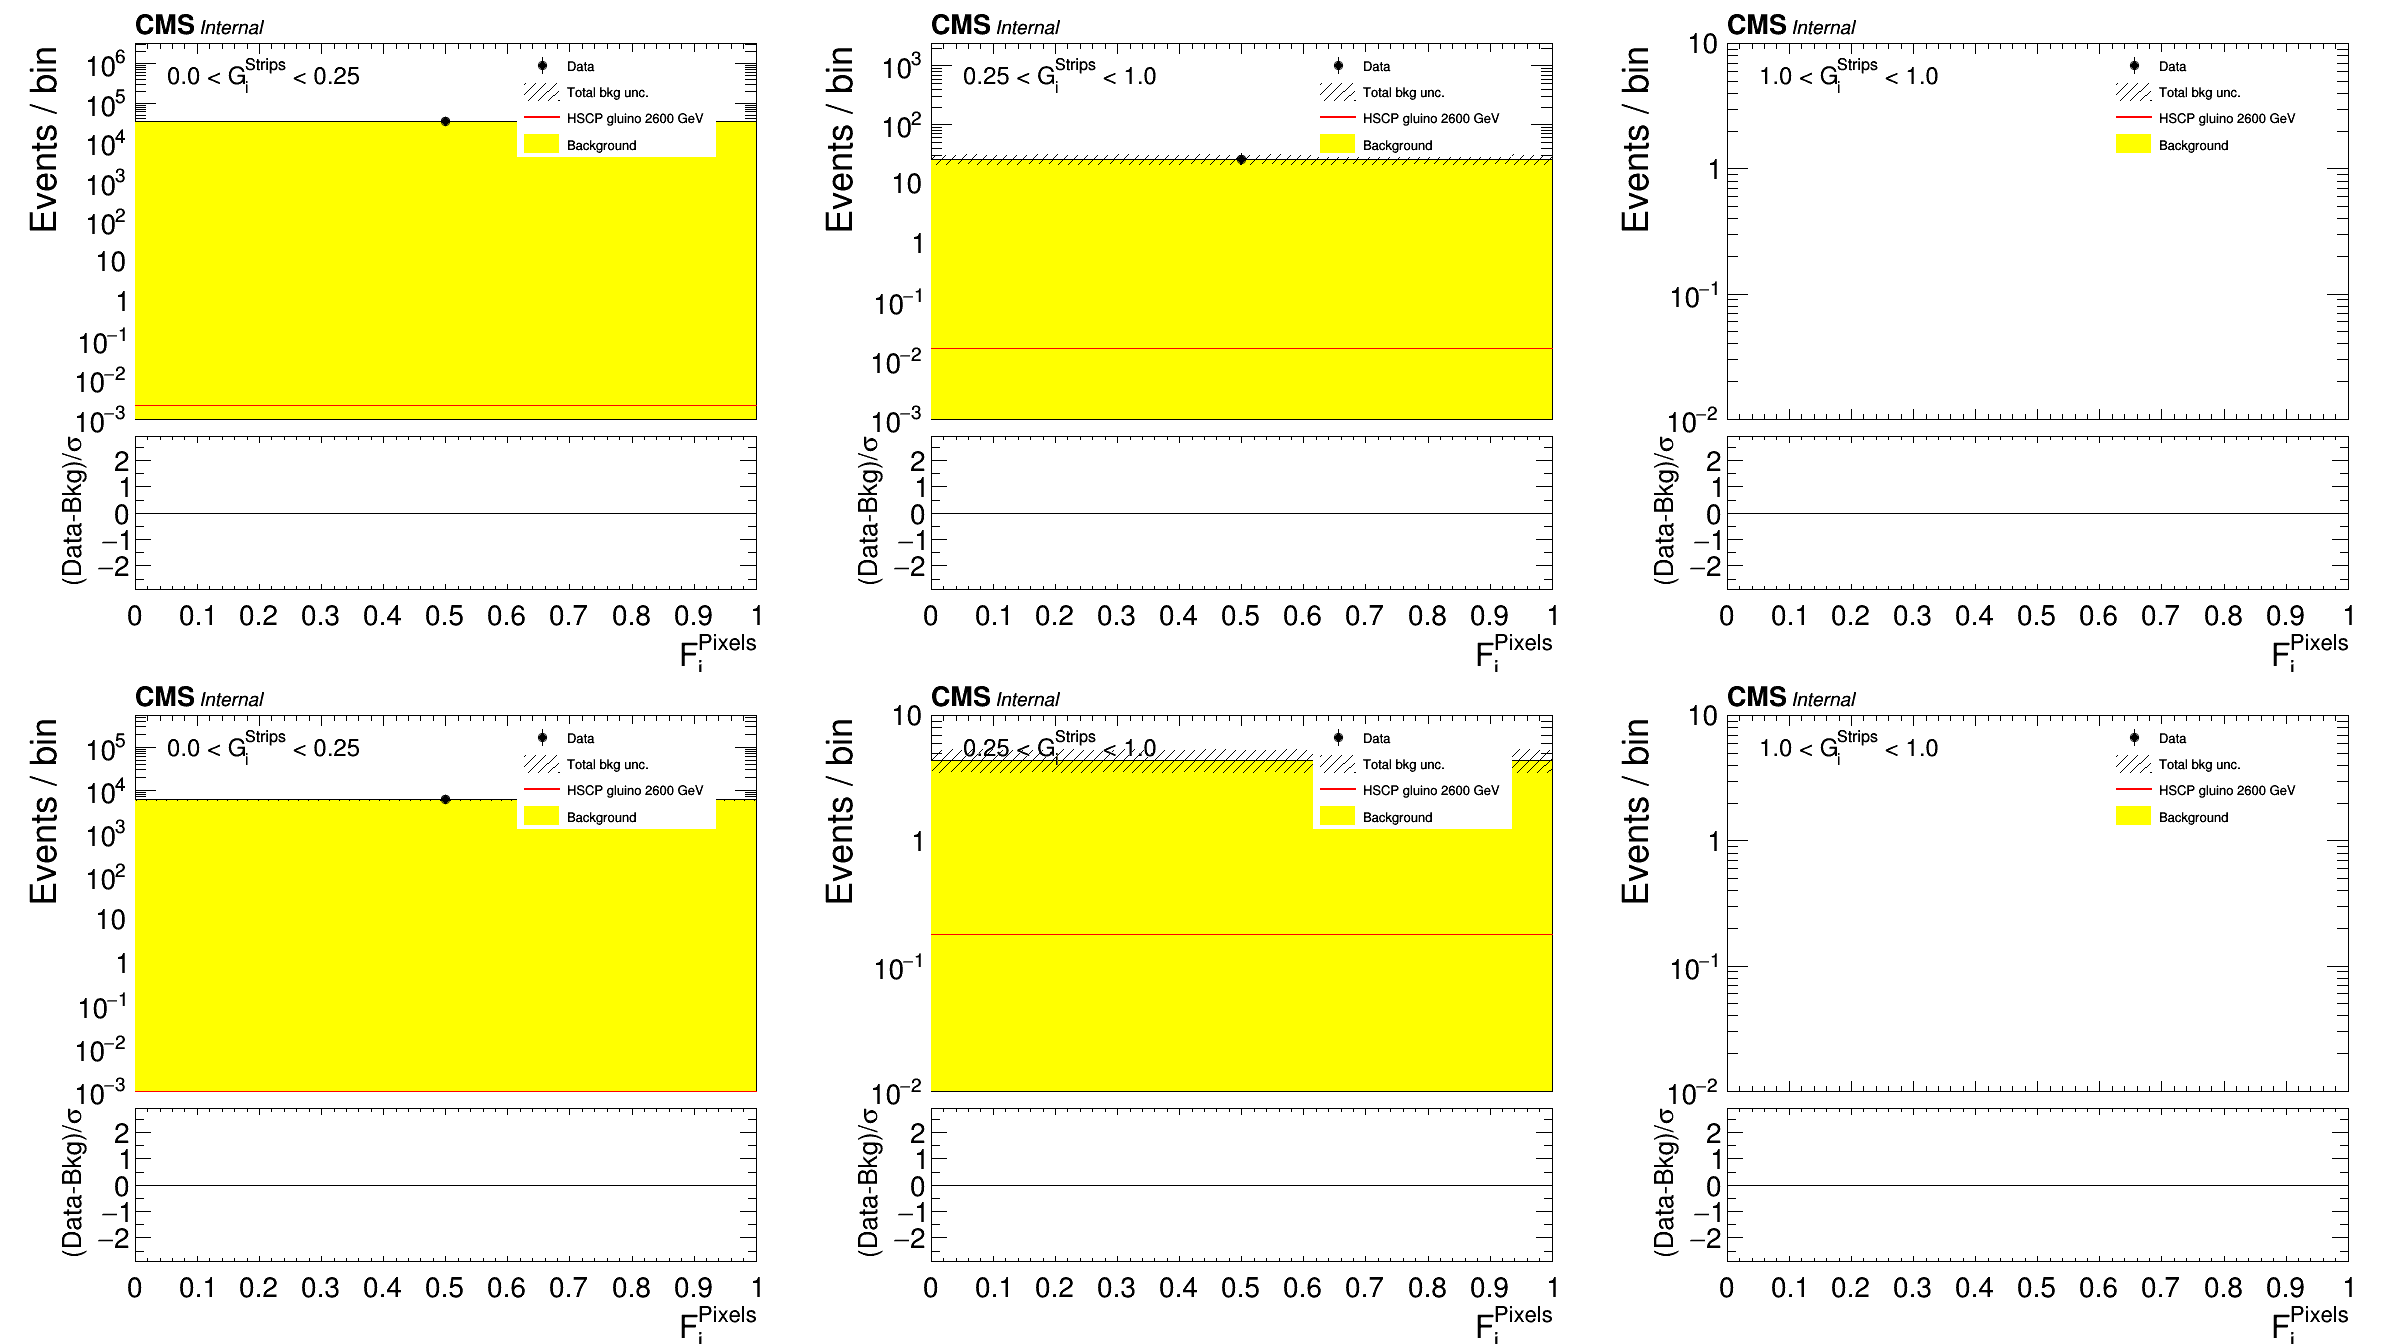 CMS Internal
Events / bin
10^6
10^5
10^4
10^3
10^2
10
1
10^−1
10^−2
10^−3
0.0 < G_i^Strips < 0.25
Data
Total bkg unc.
HSCP gluino 2600 GeV
Background
(Data-Bkg)/σ
2
1
0
−1
−2
0 0.1 0.2 0.3 0.4 0.5 0.6 0.7 0.8 0.9 1
F_i^Pixels
CMS Internal
Events / bin
10^3
10^2
10
1
10^−1
10^−2
10^−3
0.25 < G_i^Strips < 1.0
Data
Total bkg unc.
HSCP gluino 2600 GeV
Background
(Data-Bkg)/σ
2
1
0
−1
−2
0 0.1 0.2 0.3 0.4 0.5 0.6 0.7 0.8 0.9 1
F_i^Pixels
CMS Internal
Events / bin
10
1
10^−1
10^−2
1.0 < G_i^Strips < 1.0
Data
Total bkg unc.
HSCP gluino 2600 GeV
Background
(Data-Bkg)/σ
2
1
0
−1
−2
0 0.1 0.2 0.3 0.4 0.5 0.6 0.7 0.8 0.9 1
F_i^Pixels
CMS Internal
Events / bin
10^5
10^4
10^3
10^2
10
1
10^−1
10^−2
10^−3
0.0 < G_i^Strips < 0.25
Data
Total bkg unc.
HSCP gluino 2600 GeV
Background
(Data-Bkg)/σ
2
1
0
−1
−2
0 0.1 0.2 0.3 0.4 0.5 0.6 0.7 0.8 0.9 1
F_i^Pixels
CMS Internal
Events / bin
10
1
10^−1
10^−2
0.25 < G_i^Strips < 1.0
Data
Total bkg unc.
HSCP gluino 2600 GeV
Background
(Data-Bkg)/σ
2
1
0
−1
−2
0 0.1 0.2 0.3 0.4 0.5 0.6 0.7 0.8 0.9 1
F_i^Pixels
CMS Internal
Events / bin
10
1
10^−1
10^−2
1.0 < G_i^Strips < 1.0
Data
Total bkg unc.
HSCP gluino 2600 GeV
Background
(Data-Bkg)/σ
2
1
0
−1
−2
0 0.1 0.2 0.3 0.4 0.5 0.6 0.7 0.8 0.9 1
F_i^Pixels